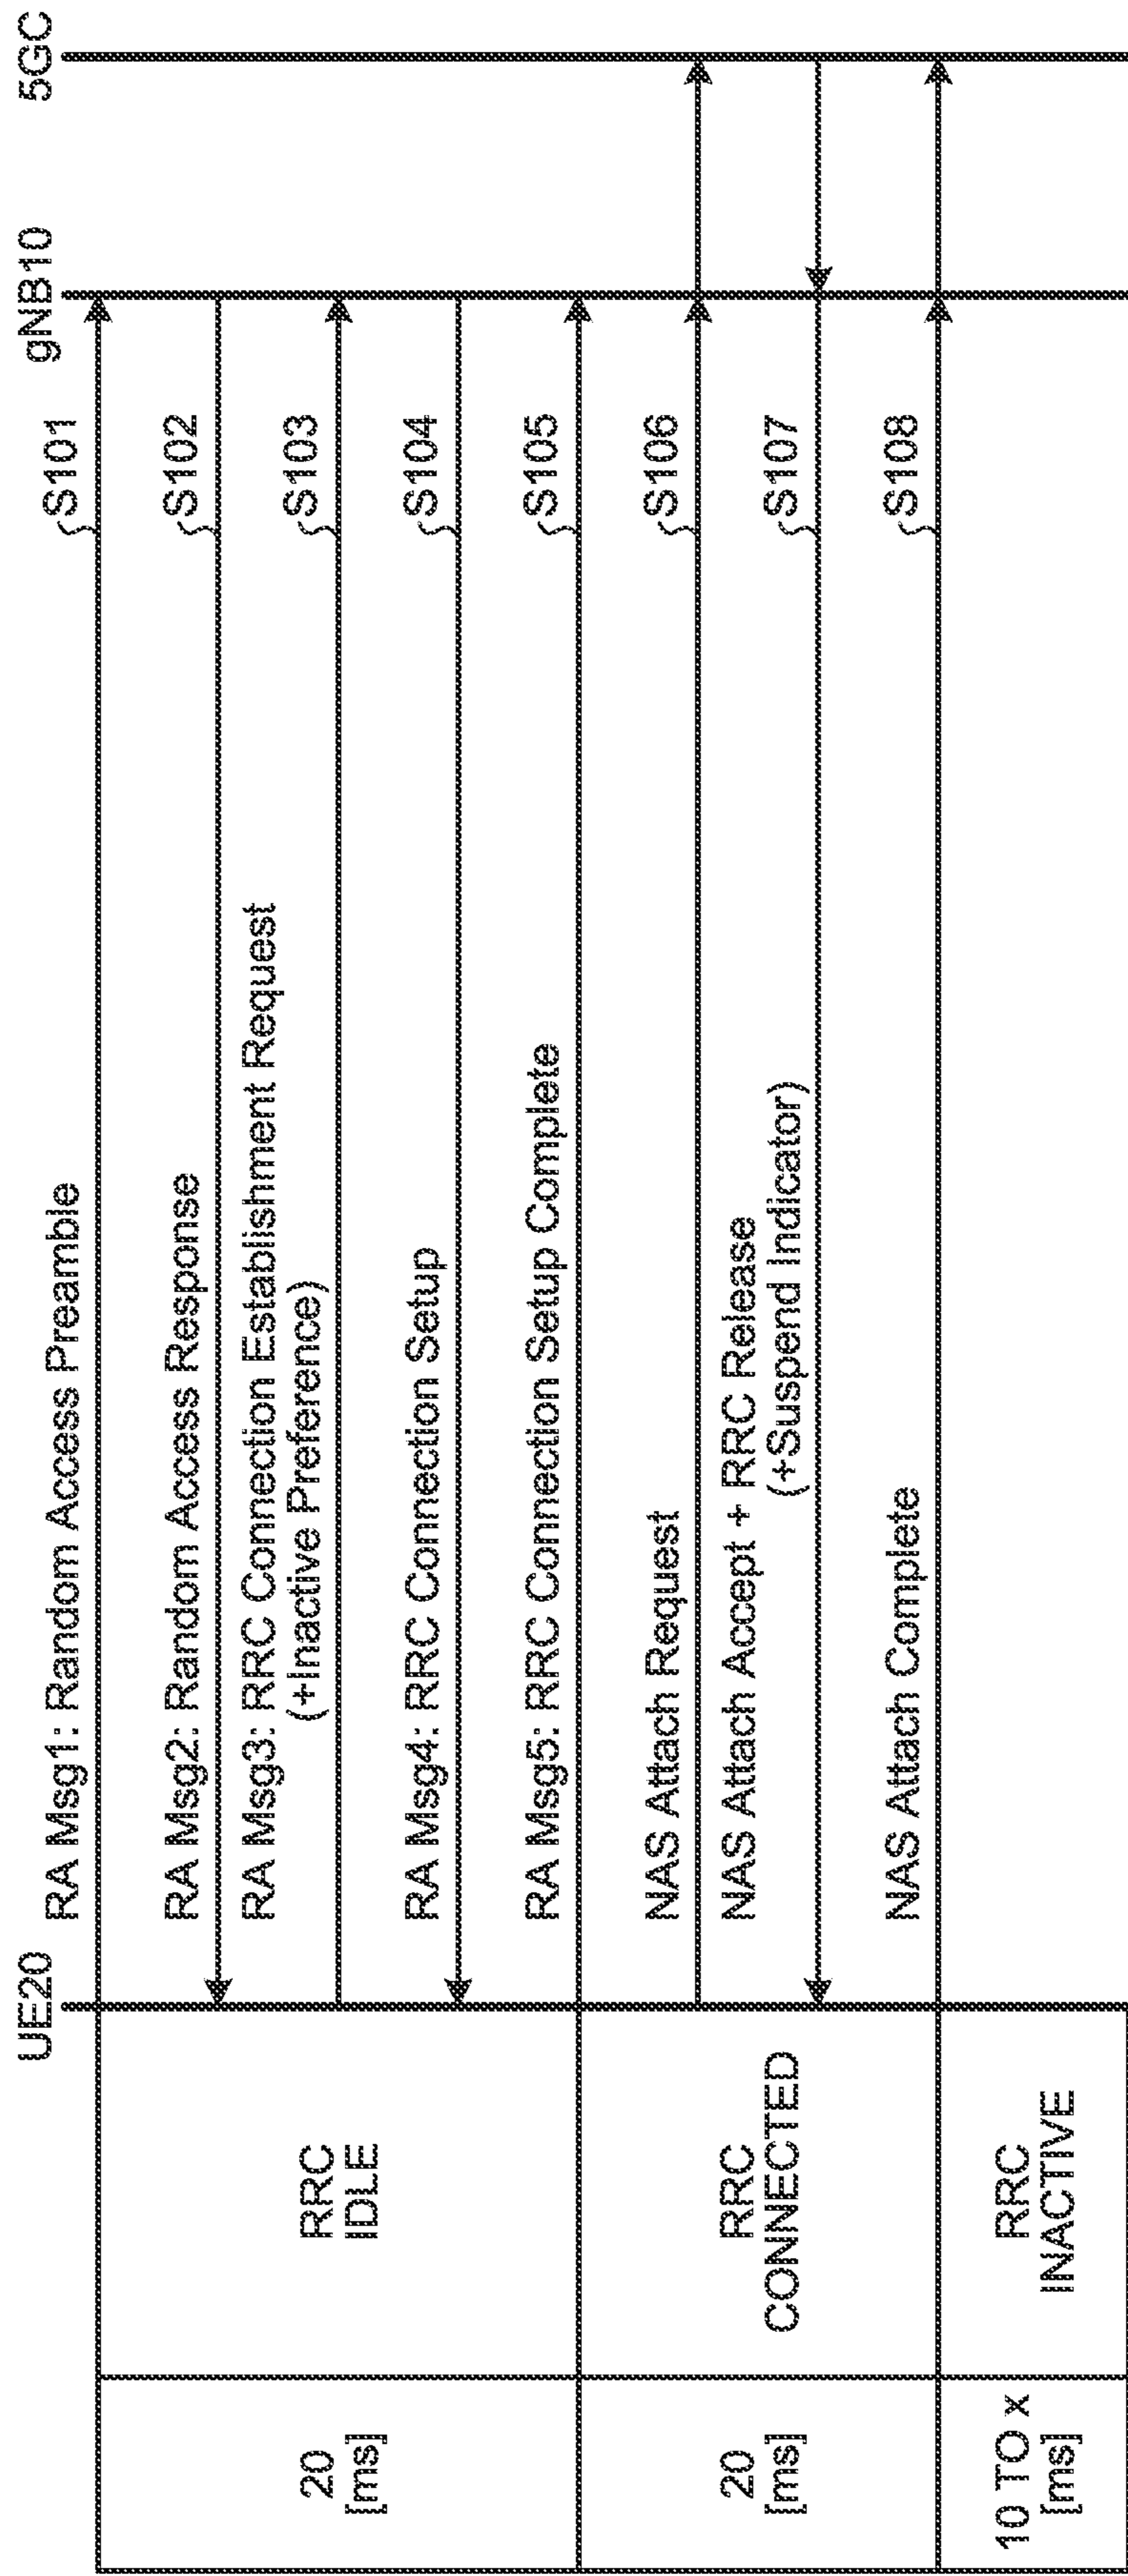 UE20
gNB10
5GC
RA Msg1: Random Access Preamble
S101
RA Msg2: Random Access Response
S102
RA Msg3: RRC Connection Establishment Request
(+Inactive Preference)
S103
RA Msg4: RRC Connection Setup
S104
RA Msg5: RRC Connection Setup Complete
S105
NAS Attach Request
S106
NAS Attach Accept + RRC Release
(+Suspend Indicator)
S107
NAS Attach Complete
S108
20
[ms]
RRC
IDLE
20
[ms]
RRC
CONNECTED
10 TO x
[ms]
RRC
INACTIVE